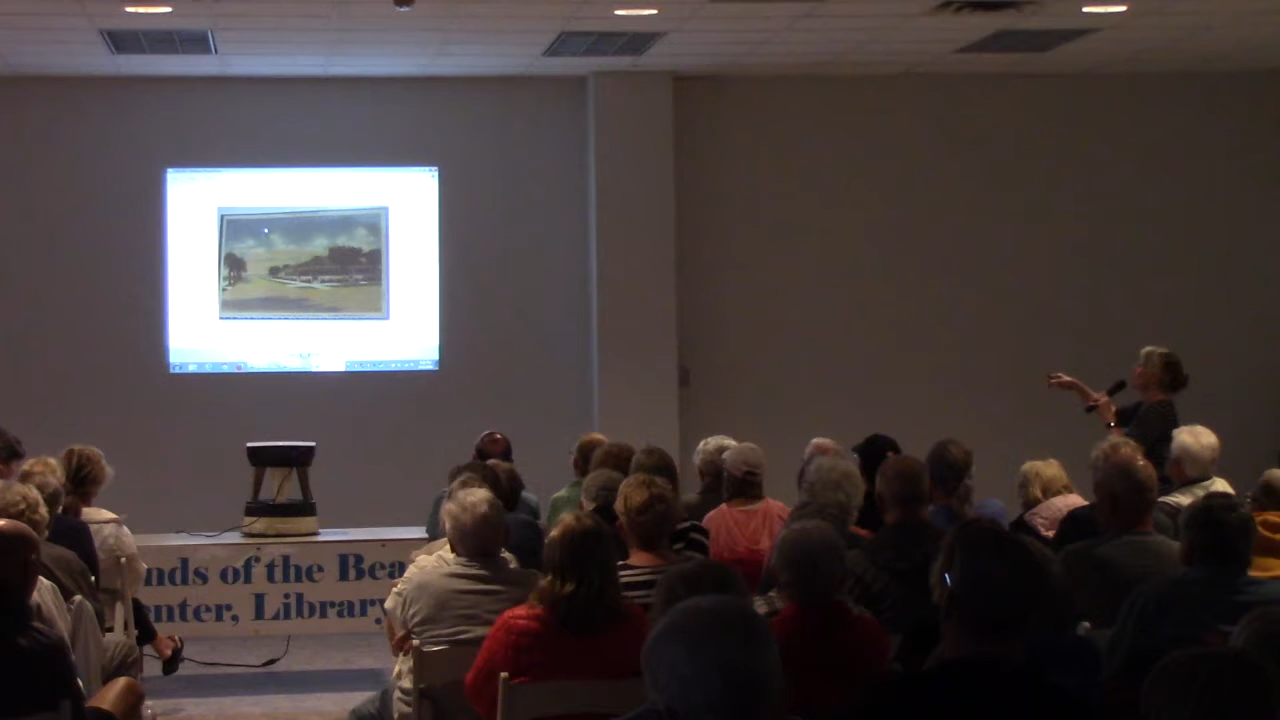 nds of the Bea
enter, Library